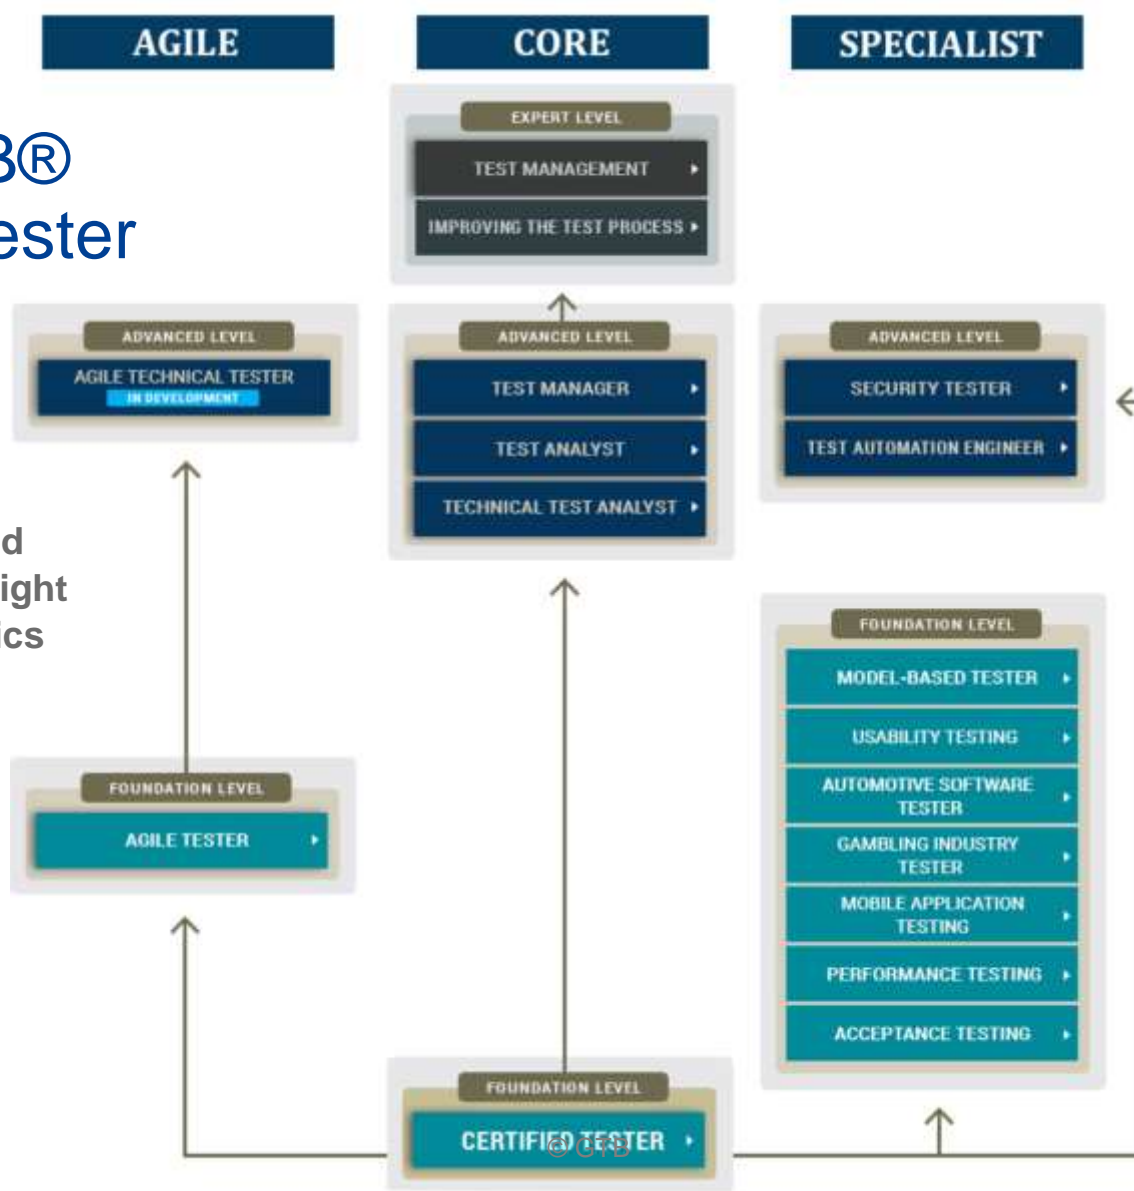 AGILE
CORE
SPECIALIST
B®
ester
EXPERT LEVEL
TEST MANAGEMENT
IMPROVING THE TEST PROCESS
ADVANCED LEVEL
AGILE TECHNICAL TESTER
IN DEVELOPMENT
ADVANCED LEVEL
TEST MANAGER
TEST ANALYST
TECHNICAL TEST ANALYST
ADVANCED LEVEL
SECURITY TESTER
TEST AUTOMATION ENGINEER
d
ight
ics
FOUNDATION LEVEL
AGILE TESTER
FOUNDATION LEVEL
MODEL-BASED TESTER
USABILITY TESTING
AUTOMOTIVE SOFTWARE
TESTER
GAMBLING INDUSTRY
TESTER
MOBILE APPLICATION
TESTING
PERFORMANCE TESTING
ACCEPTANCE TESTING
FOUNDATION LEVEL
CERTIFIED TESTER
© GTB